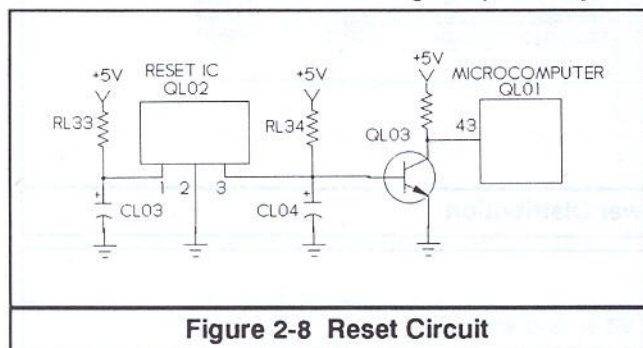 +5V
RESET IC
QL02
+5V
+5V
MICROCOMPUTER
QL01
RL33
RL34
QL03
43
1 2 3
CL03
CL04
Figure 2-8 Reset Circuit